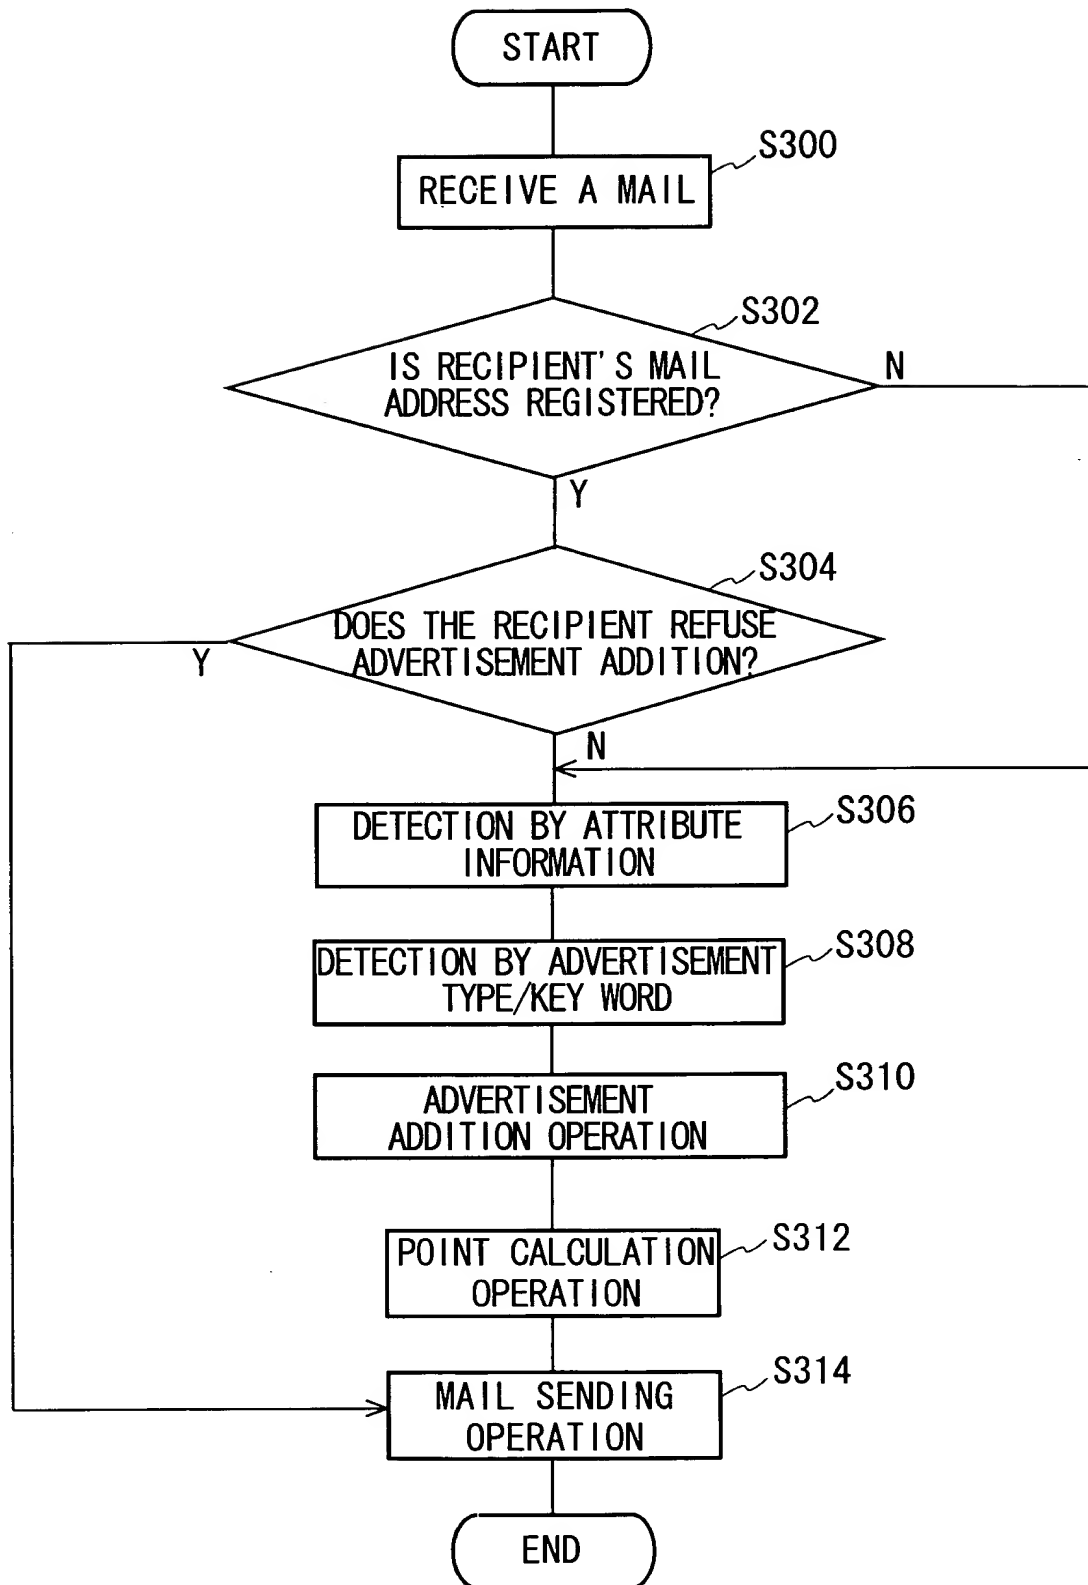 START
S300
RECEIVE A MAIL
S302
IS RECIPIENT'S MAIL
ADDRESS REGISTERED?
N
Y
S304
DOES THE RECIPIENT REFUSE
ADVERTISEMENT ADDITION?
Y
N
S306
DETECTION BY ATTRIBUTE
INFORMATION
S308
DETECTION BY ADVERTISEMENT
TYPE/KEY WORD
S310
ADVERTISEMENT
ADDITION OPERATION
S312
POINT CALCULATION
OPERATION
S314
MAIL SENDING
OPERATION
END